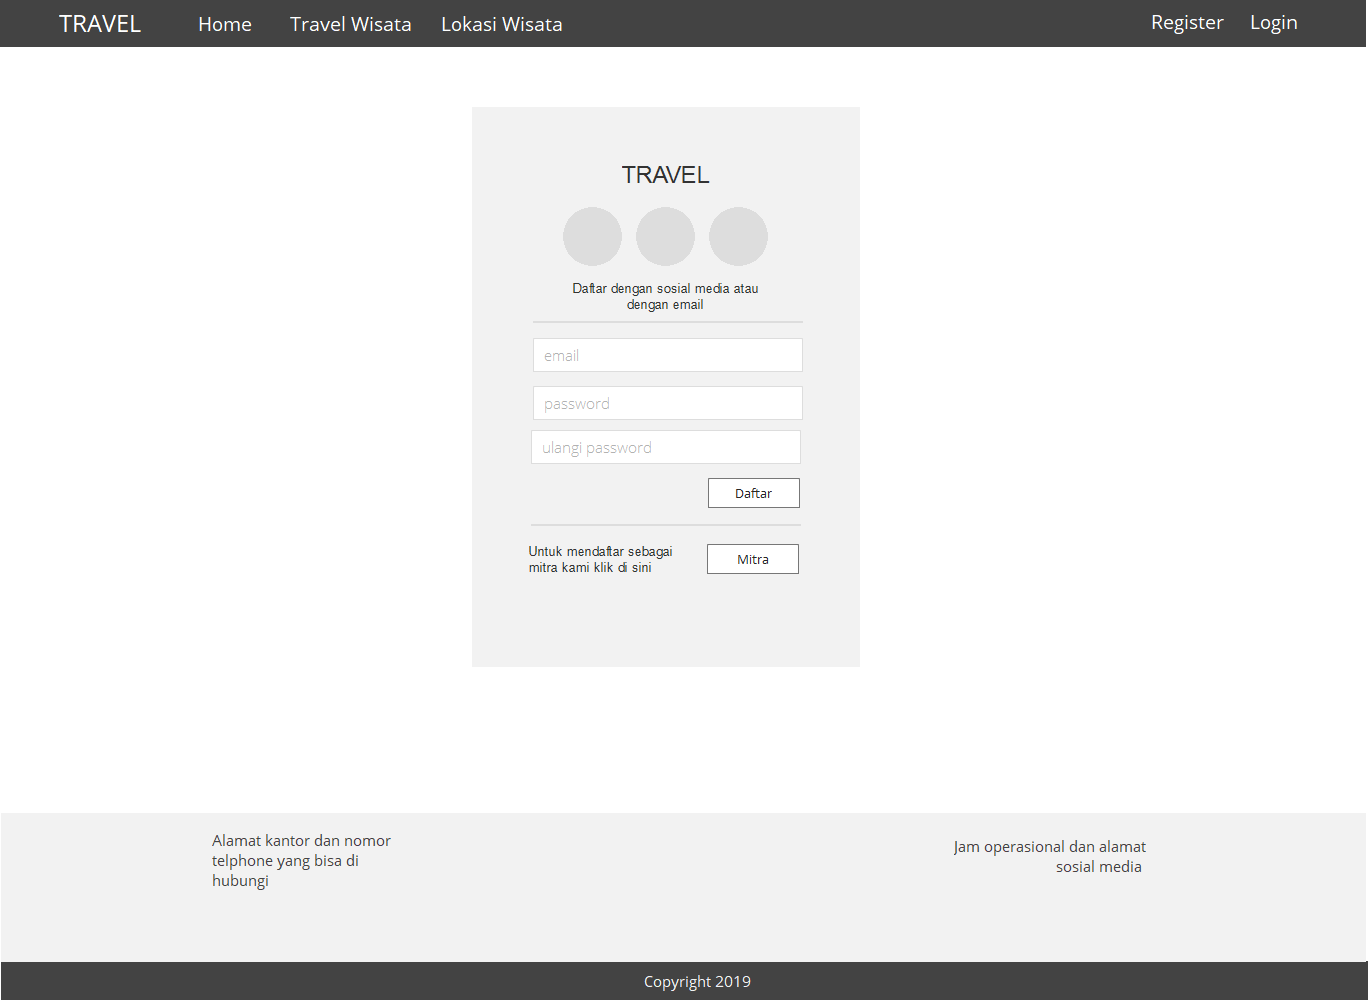 TRAVEL Home Travel Wisata Lokasi Wisata Register Login
TRAVEL
Daftar dengan sosial media atau
dengan email
email
password
ulangi password
Daftar
Untuk mendaftar sebagai
mitra kami klik di sini
Mitra
Alamat kantor dan nomor
telphone yang bisa di
hubungi
Jam operasional dan alamat
sosial media
Copyright 2019